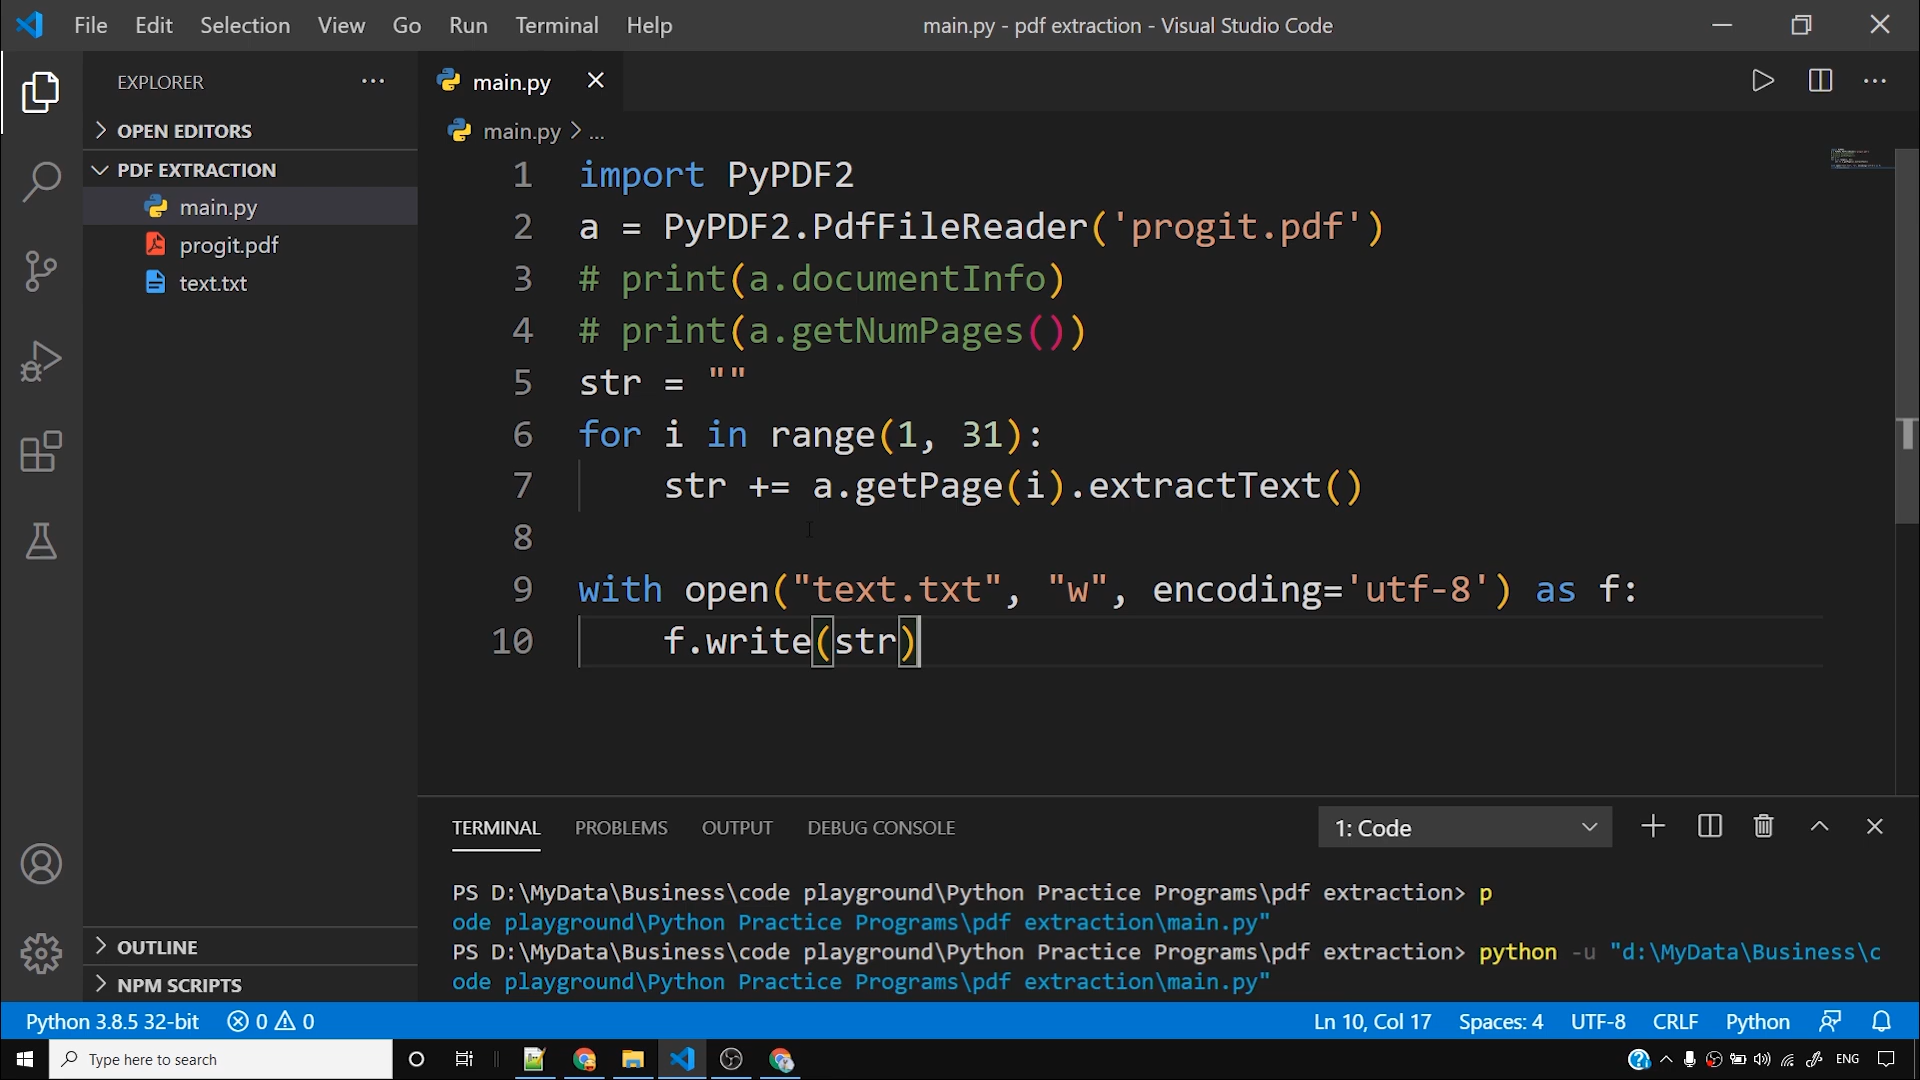 File Edit Selection View Go Run Terminal Help
main.py - pdf extraction - Visual Studio Code
EXPLORER
OPEN EDITORS
PDF EXTRACTION
main.py
progit.pdf
text.txt
OUTLINE
NPM SCRIPTS
main.py
main.py > ...
1 import PyPDF2
2 a = PyPDF2.PdfFileReader('progit.pdf')
3 # print(a.documentInfo)
4 # print(a.getNumPages())
5 str = ""
6 for i in range(1, 31):
7 str += a.getPage(i).extractText()
8
9 with open("text.txt", "w", encoding='utf-8') as f:
10 f.write(str)
TERMINAL PROBLEMS OUTPUT DEBUG CONSOLE
1: Code
PS D:\MyData\Business\code playground\Python Practice Programs\pdf extraction> p
ode playground\Python Practice Programs\pdf extraction\main.py"
PS D:\MyData\Business\code playground\Python Practice Programs\pdf extraction> python -u "d:\MyData\Business\c
ode playground\Python Practice Programs\pdf extraction\main.py"
Python 3.8.5 32-bit 0 0
Ln 10, Col 17 Spaces: 4 UTF-8 CRLF Python
Type here to search
ENG